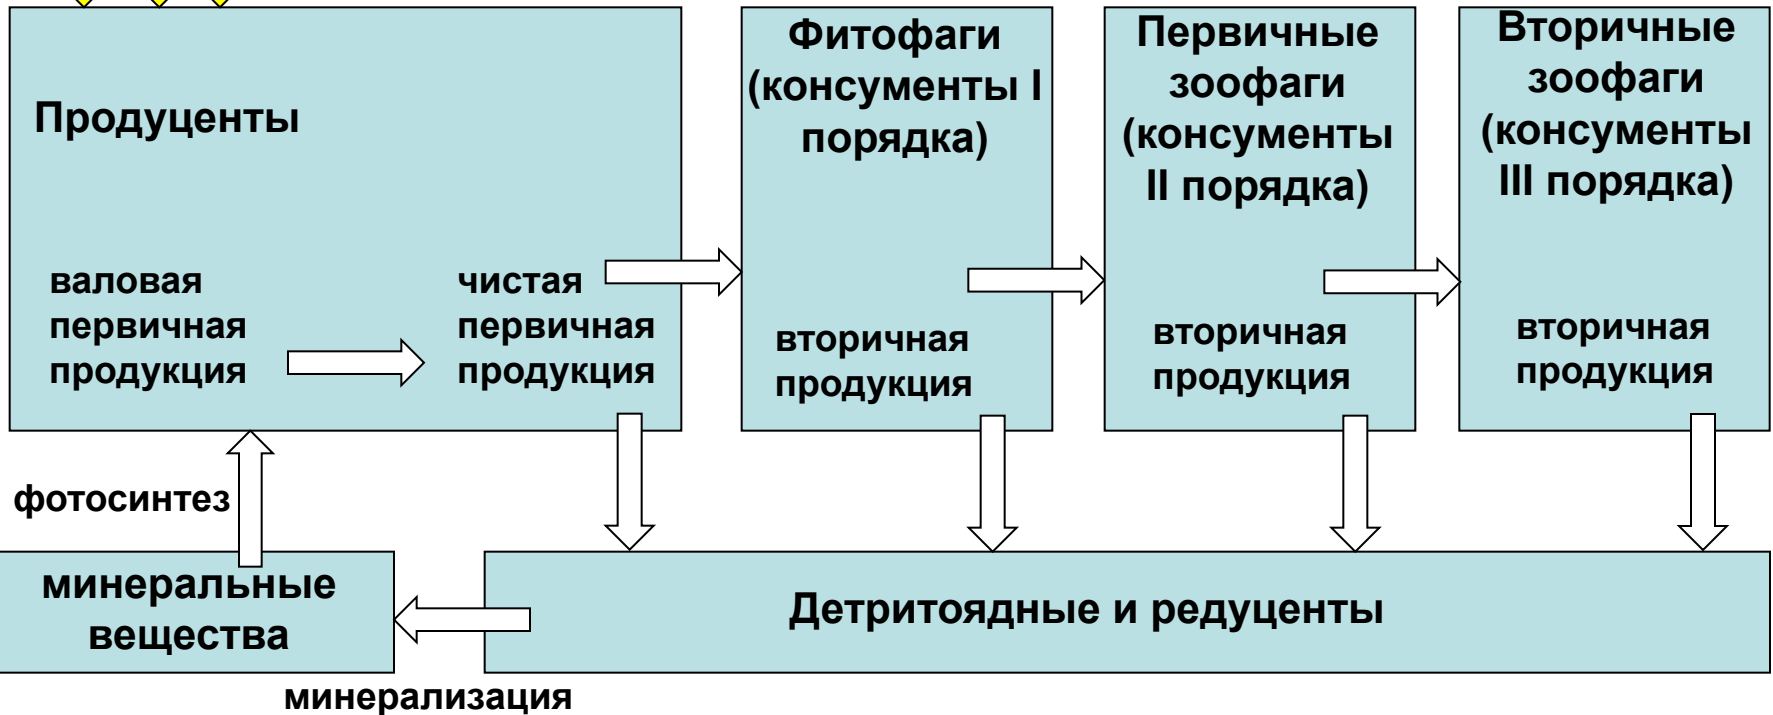 Продуценты
валовая
первичная
продукция
чистая
первичная
продукция
Фитофаги
(консументы I
порядка)
вторичная
продукция
Первичные
зоофаги
(консументы
II порядка)
вторичная
продукция
Вторичные
зоофаги
(консументы
III порядка)
вторичная
продукция
фотосинтез
минеральные
вещества
Детритоядные и редуценты
минерализация